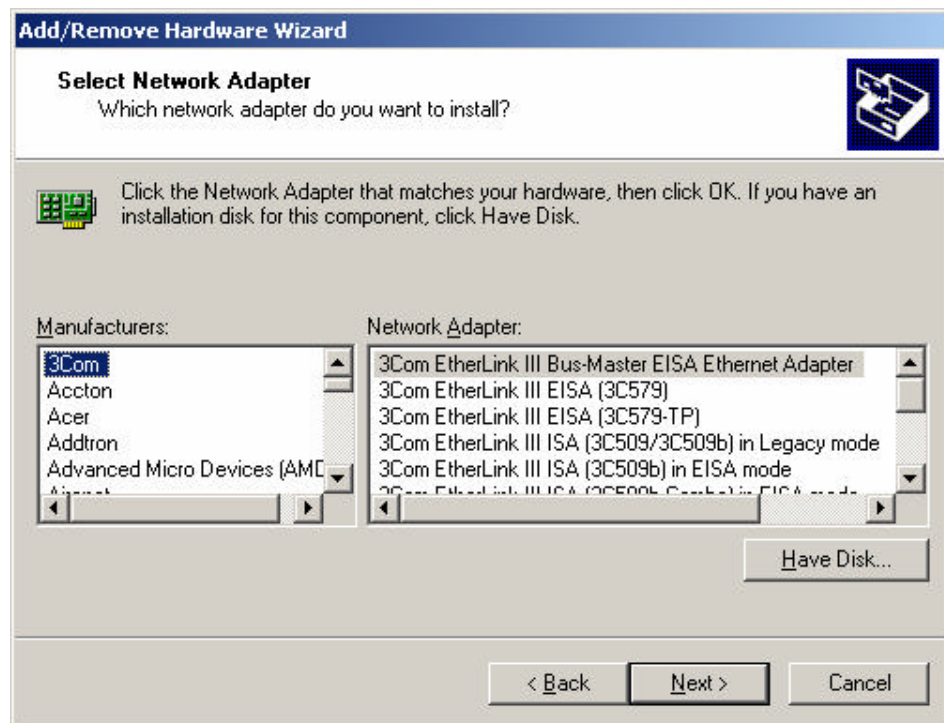 Add/Remove Hardware Wizard
Select Network Adapter
Which network adapter do you want to install?
Click the Network Adapter that matches your hardware, then click OK. If you have an
installation disk for this component, click Have Disk.
Manufacturers:
3Com
Accton
Acer
Addtron
Advanced Micro Devices (AMD
Network Adapter:
3Com EtherLink III Bus-Master EISA Ethernet Adapter
3Com EtherLink III EISA (3C579)
3Com EtherLink III EISA (3C579-TP)
3Com EtherLink III ISA (3C509/3C509b) in Legacy mode
3Com EtherLink III ISA (3C509b) in EISA mode
Have Disk...
< Back
Next >
Cancel